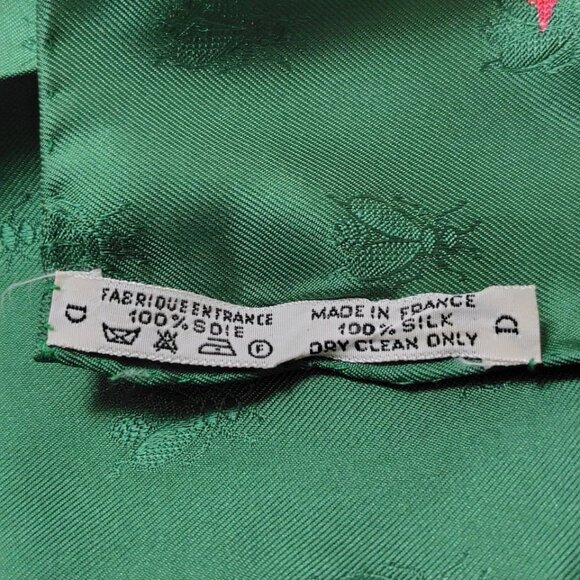 D
FABRIQUE EN FRANCE
100% SOIE
F
MADE IN FRANCE
100% SILK
DRY CLEAN ONLY
D